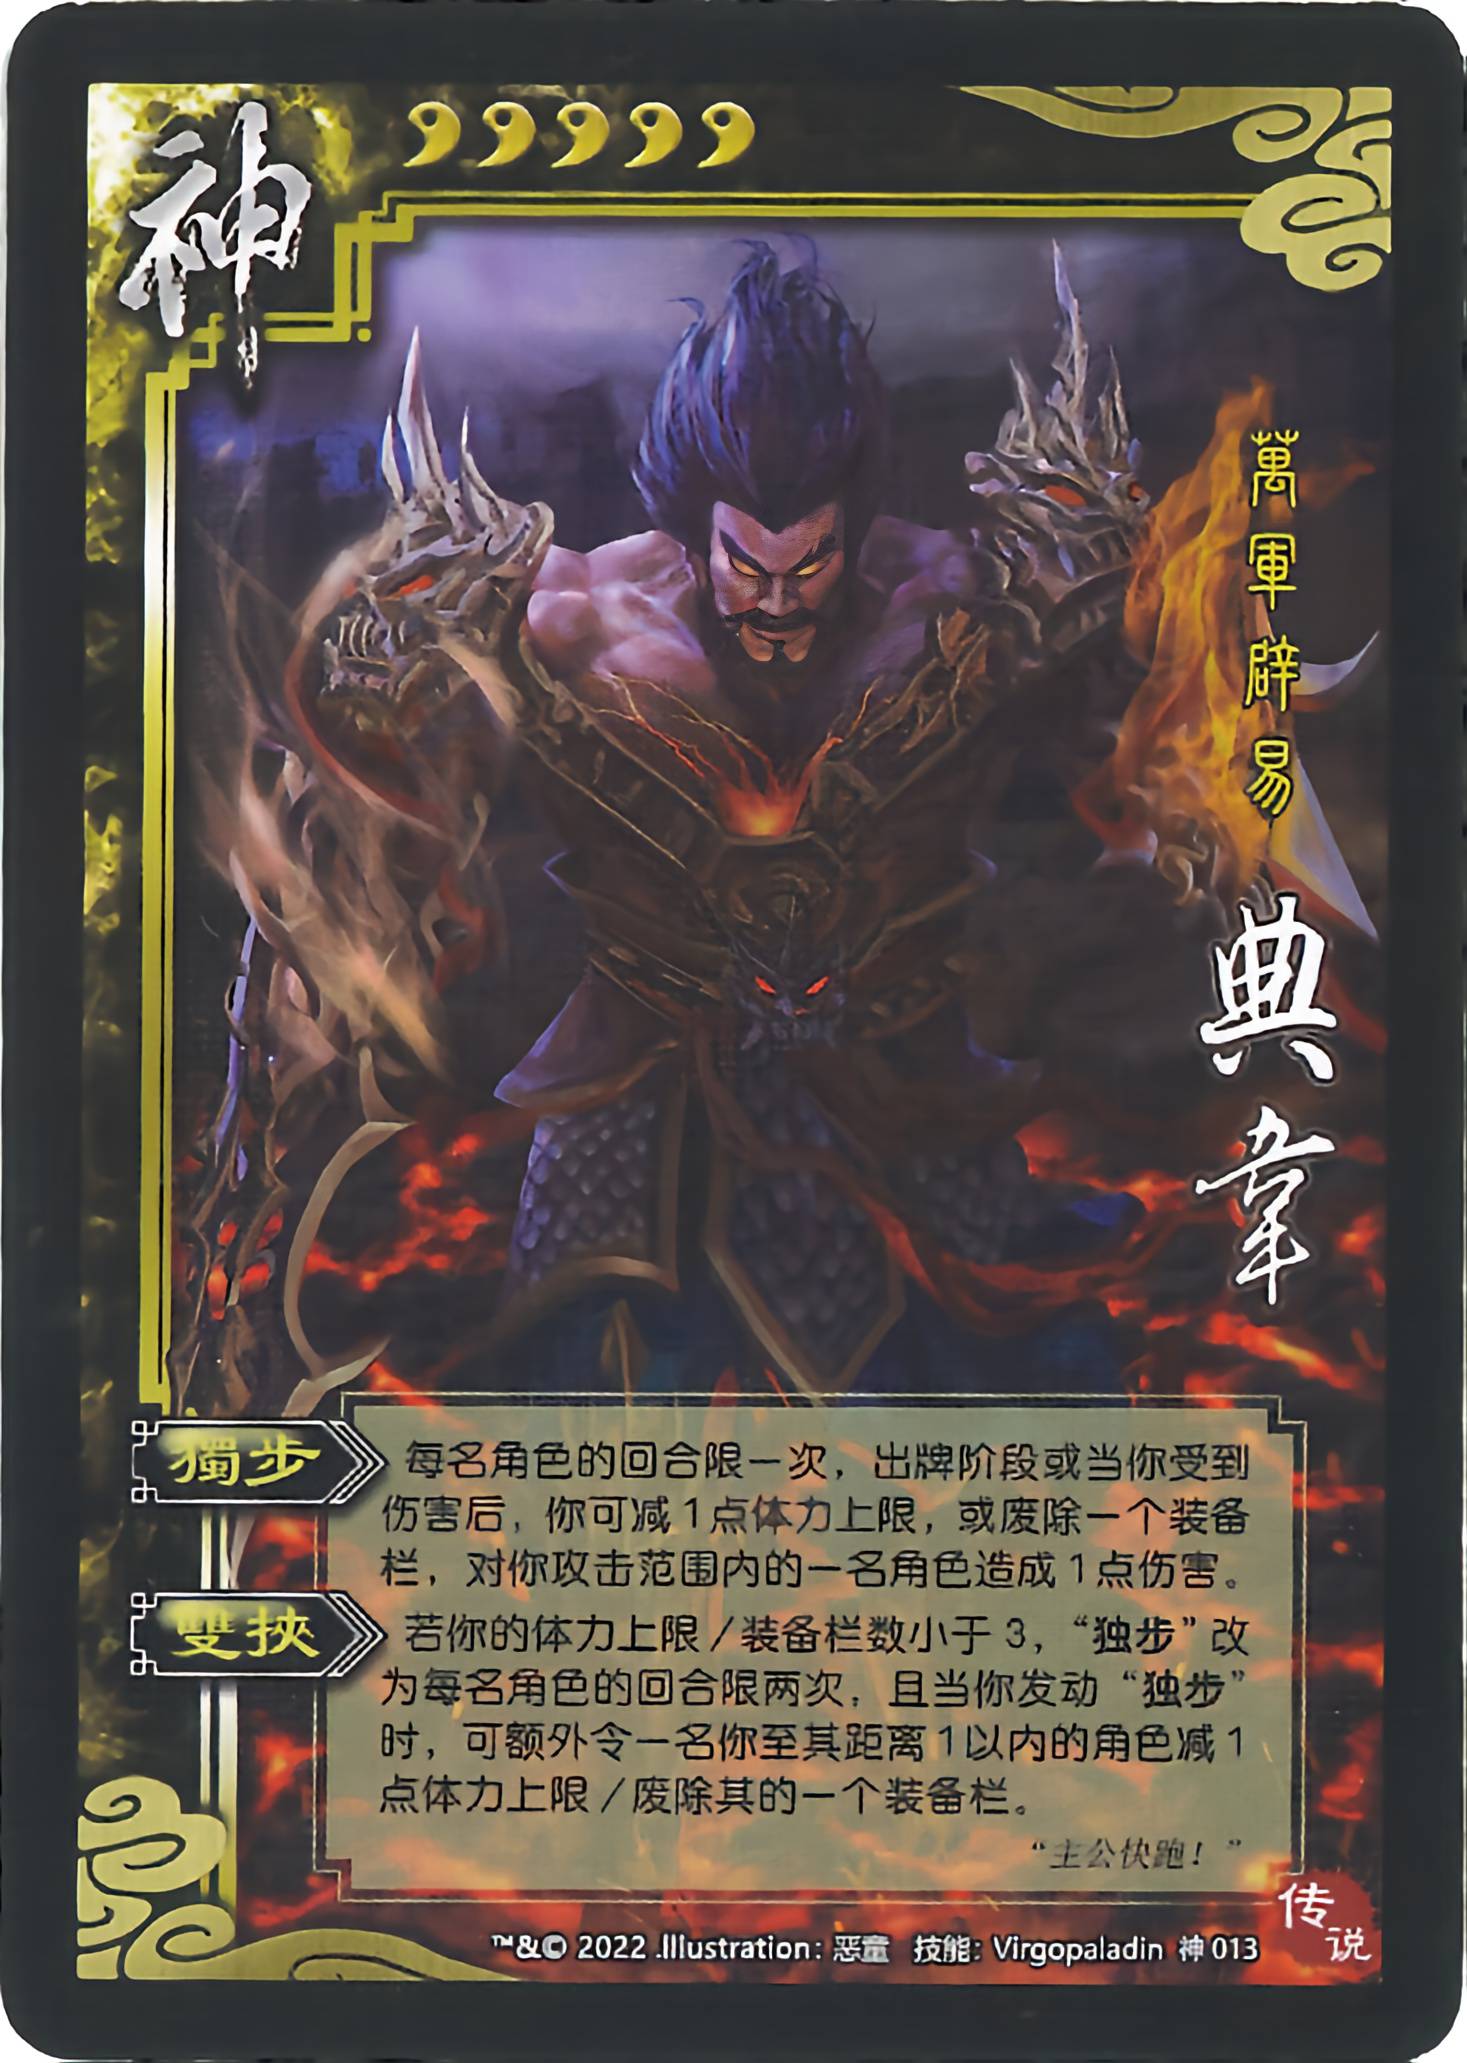 神
萬軍辟易
典韋
獨步
每名角色的回合限一次，出牌阶段或当你受到
伤害后，你可减1点体力上限，或废除一个装备
栏，对你攻击范围内的一名角色造成1点伤害。
雙挾
若你的体力上限/装备栏数小于3，“独步”改
为每名角色的回合限两次，且当你发动“独步”
时，可额外令一名你至其距离1以内的角色减1
点体力上限/废除其的一个装备栏。
“主公快跑！”
传说
™&© 2022 .Illustration: 恶童 技能: Virgopaladin 神 013